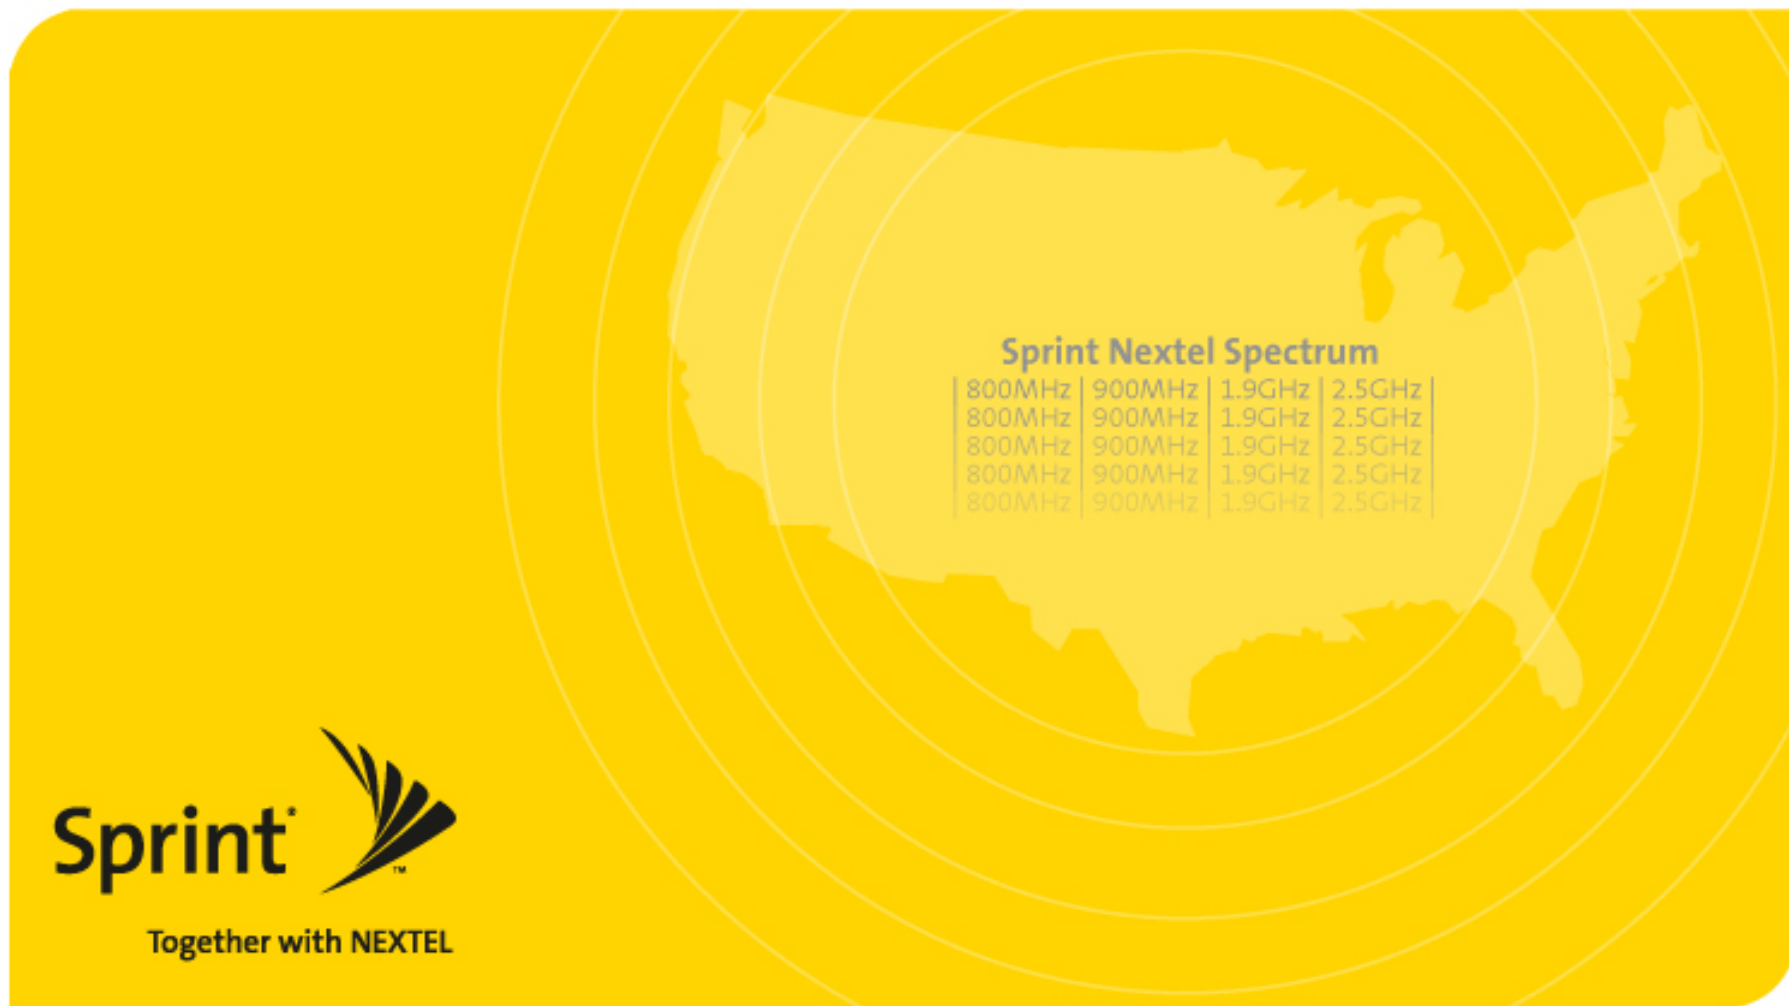 Sprint Nextel Spectrum
| 800MHz | 900MHz | 1.9GHz | 2.5GHz |
| 800MHz | 900MHz | 1.9GHz | 2.5GHz |
| 800MHz | 900MHz | 1.9GHz | 2.5GHz |
| 800MHz | 900MHz | 1.9GHz | 2.5GHz |
| 800MHz | 900MHz | 1.9GHz | 2.5GHz |
Sprint®
™
Together with NEXTEL